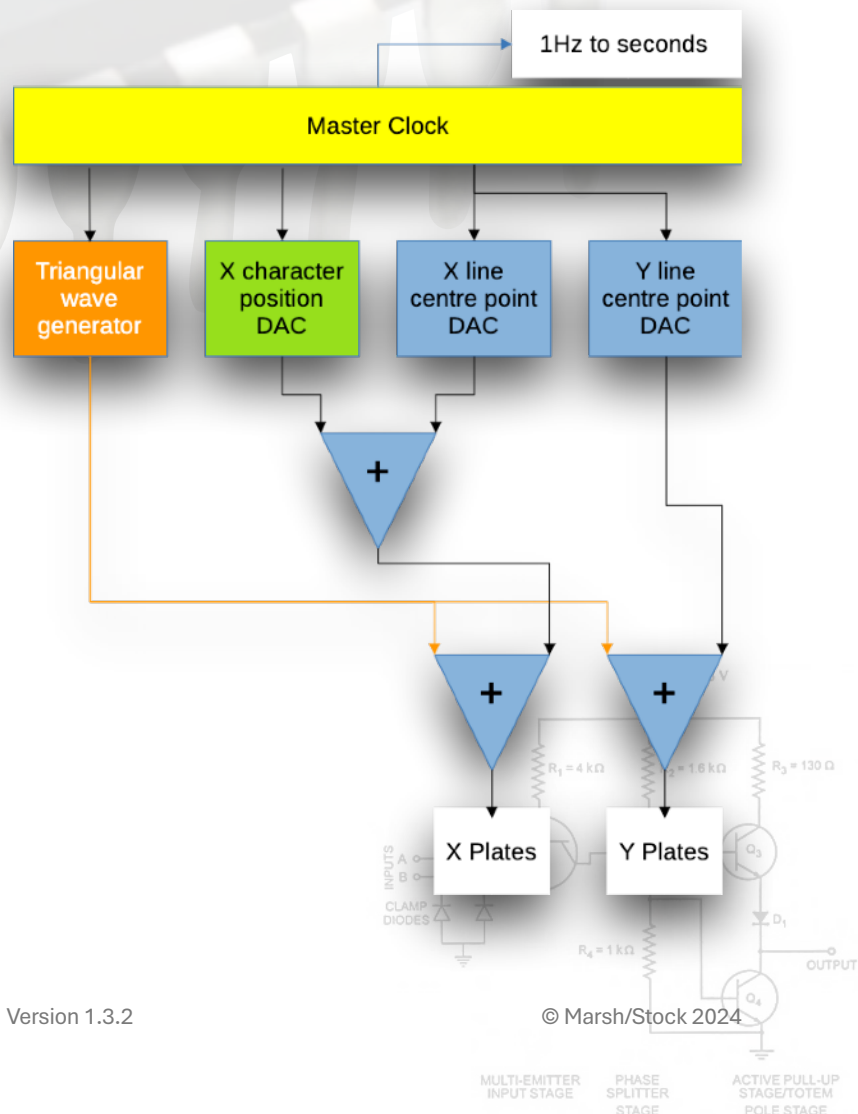 1Hz to seconds
Master Clock
Triangular
wave
generator
X character
position
DAC
X line
centre point
DAC
Y line
centre point
DAC
+
+
+
V
R₁ = 4 kΩ
= 1.6 kΩ
R₃ = 130 Ω
X Plates
Y Plates
INPUTS
A
B
Q₃
CLAMP
DIODES
D₁
R₄ = 1 kΩ
OUTPUT
Q₄
Version 1.3.2
© Marsh/Stock 2024
MULTI-EMITTER
INPUT STAGE
PHASE
SPLITTER
STAGE
ACTIVE PULL-UP
STAGE/TOTEM
POLE STAGE